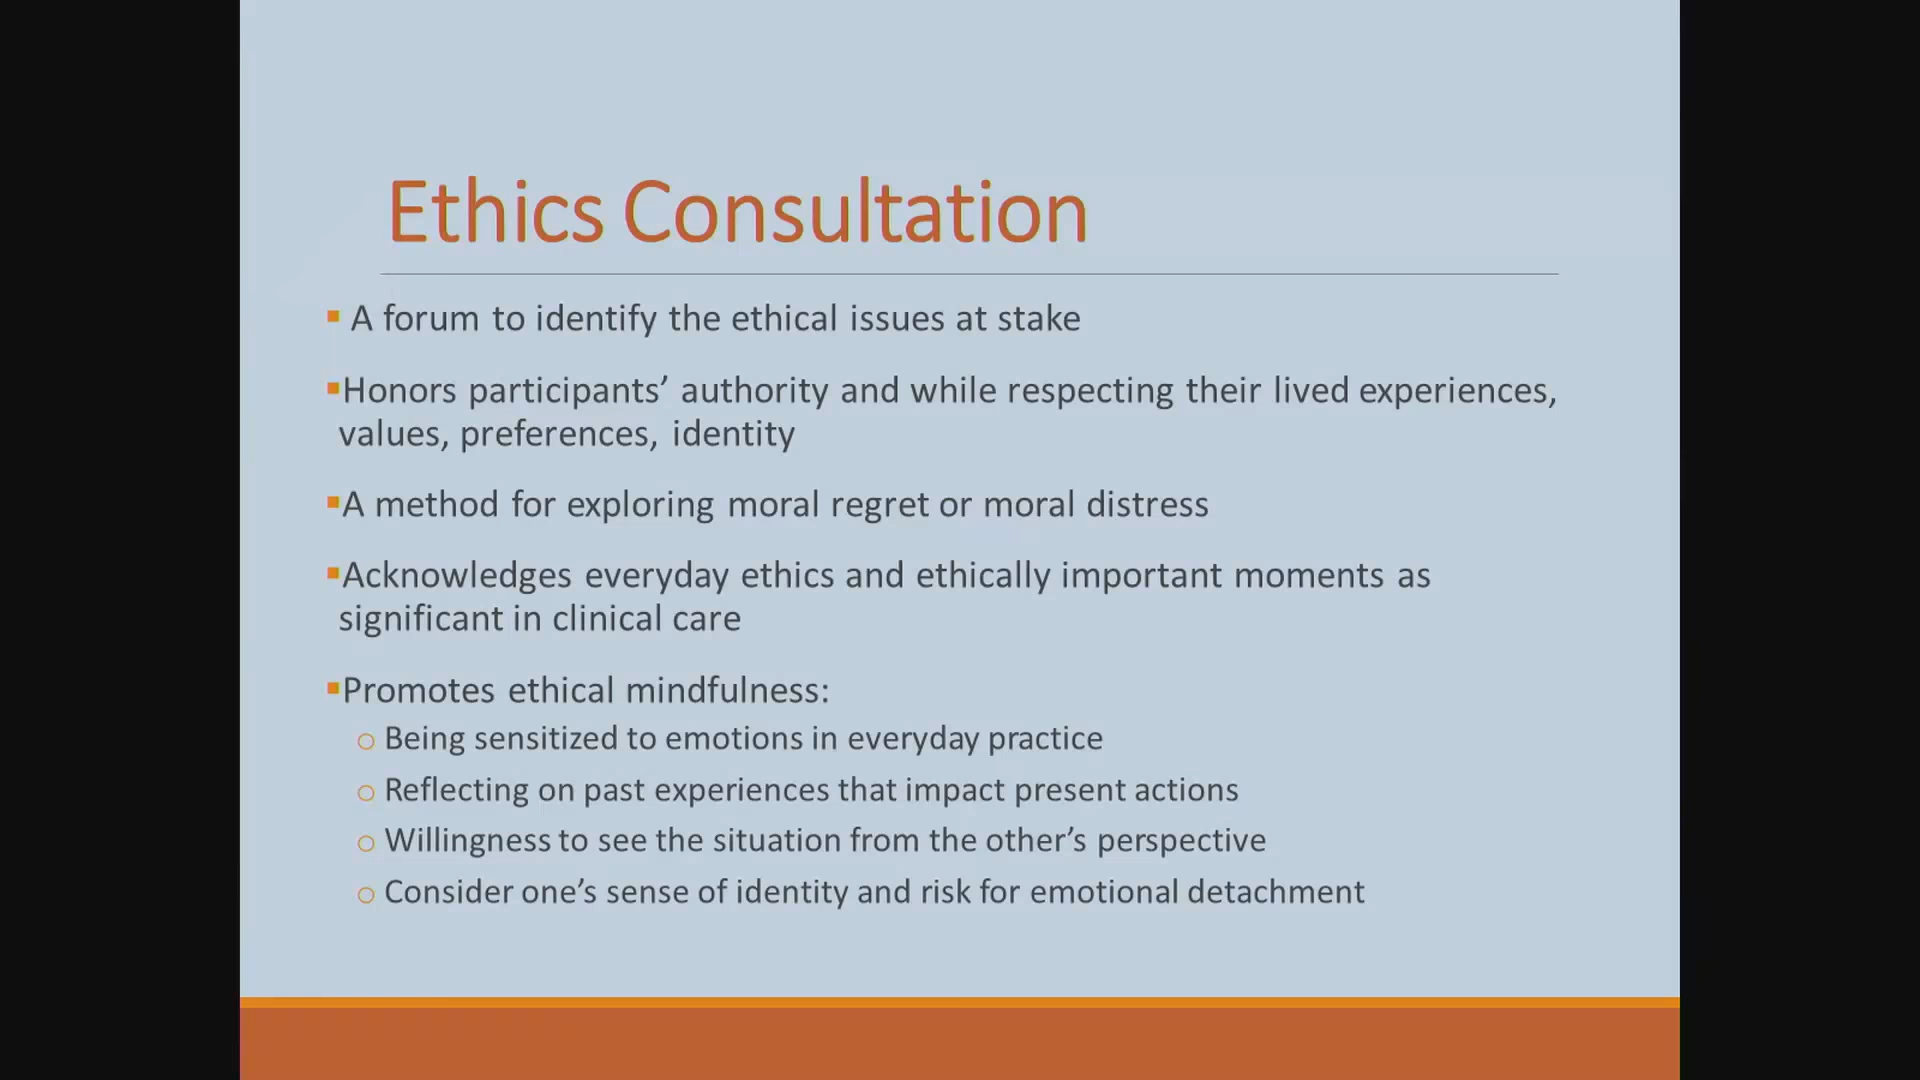 Ethics Consultation
▪ A forum to identify the ethical issues at stake
▪Honors participants’ authority and while respecting their lived experiences,
values, preferences, identity
▪A method for exploring moral regret or moral distress
▪Acknowledges everyday ethics and ethically important moments as
significant in clinical care
▪Promotes ethical mindfulness:
o Being sensitized to emotions in everyday practice
o Reflecting on past experiences that impact present actions
o Willingness to see the situation from the other’s perspective
o Consider one’s sense of identity and risk for emotional detachment